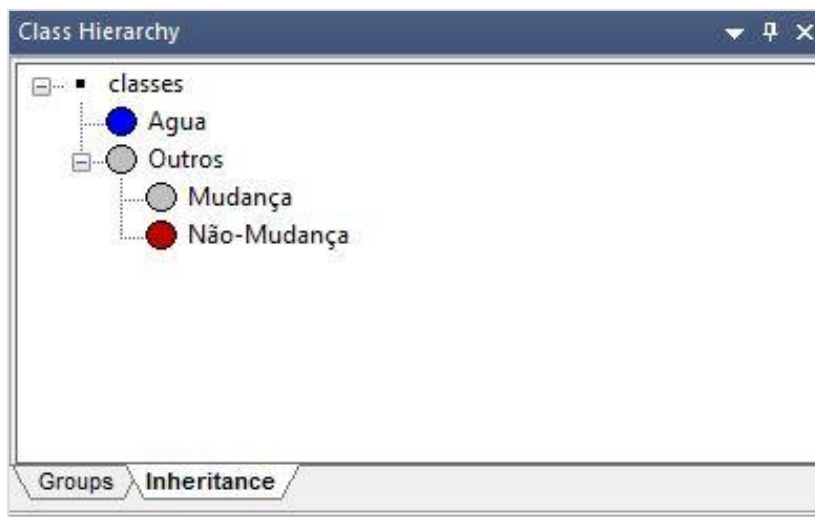 Class Hierarchy
classes
Agua
Outros
Mudança
Não-Mudança
Groups Inheritance